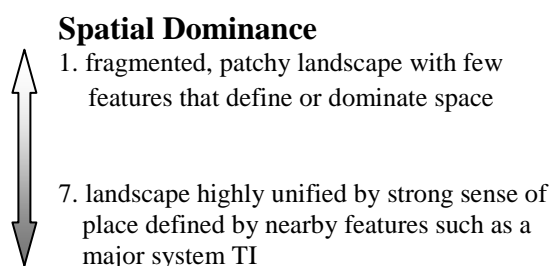 Spatial Dominance
1. fragmented, patchy landscape with few
features that define or dominate space
7. landscape highly unified by strong sense of
place defined by nearby features such as a
major system TI